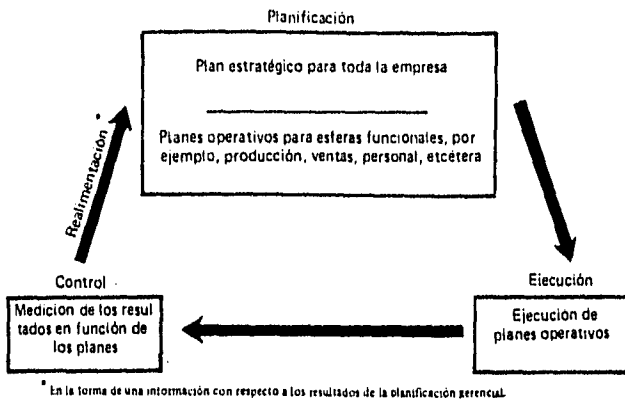 Planificación
Plan estratégico para toda la empresa
Planes operativos para esferas funcionales, por
ejemplo, producción, ventas, personal, etcétera
Realimentación *
Control
Medicion de los resul
tados en función de
los planes
Ejecución
Ejecución de
planes operativos
* En la forma de una información con respecto a los resultados de la planificación gerencial.